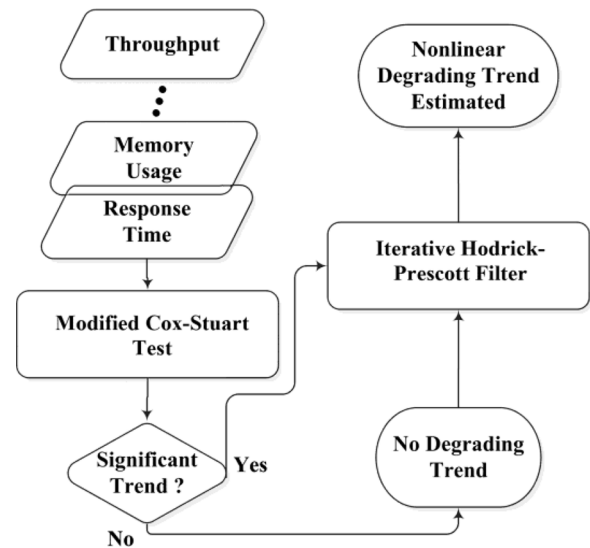 Throughput
Memory
Usage
Response
Time
Modified Cox-Stuart
Test
Significant
Trend ?
Yes
No
Nonlinear
Degrading Trend
Estimated
Iterative Hodrick-
Prescott Filter
No Degrading
Trend